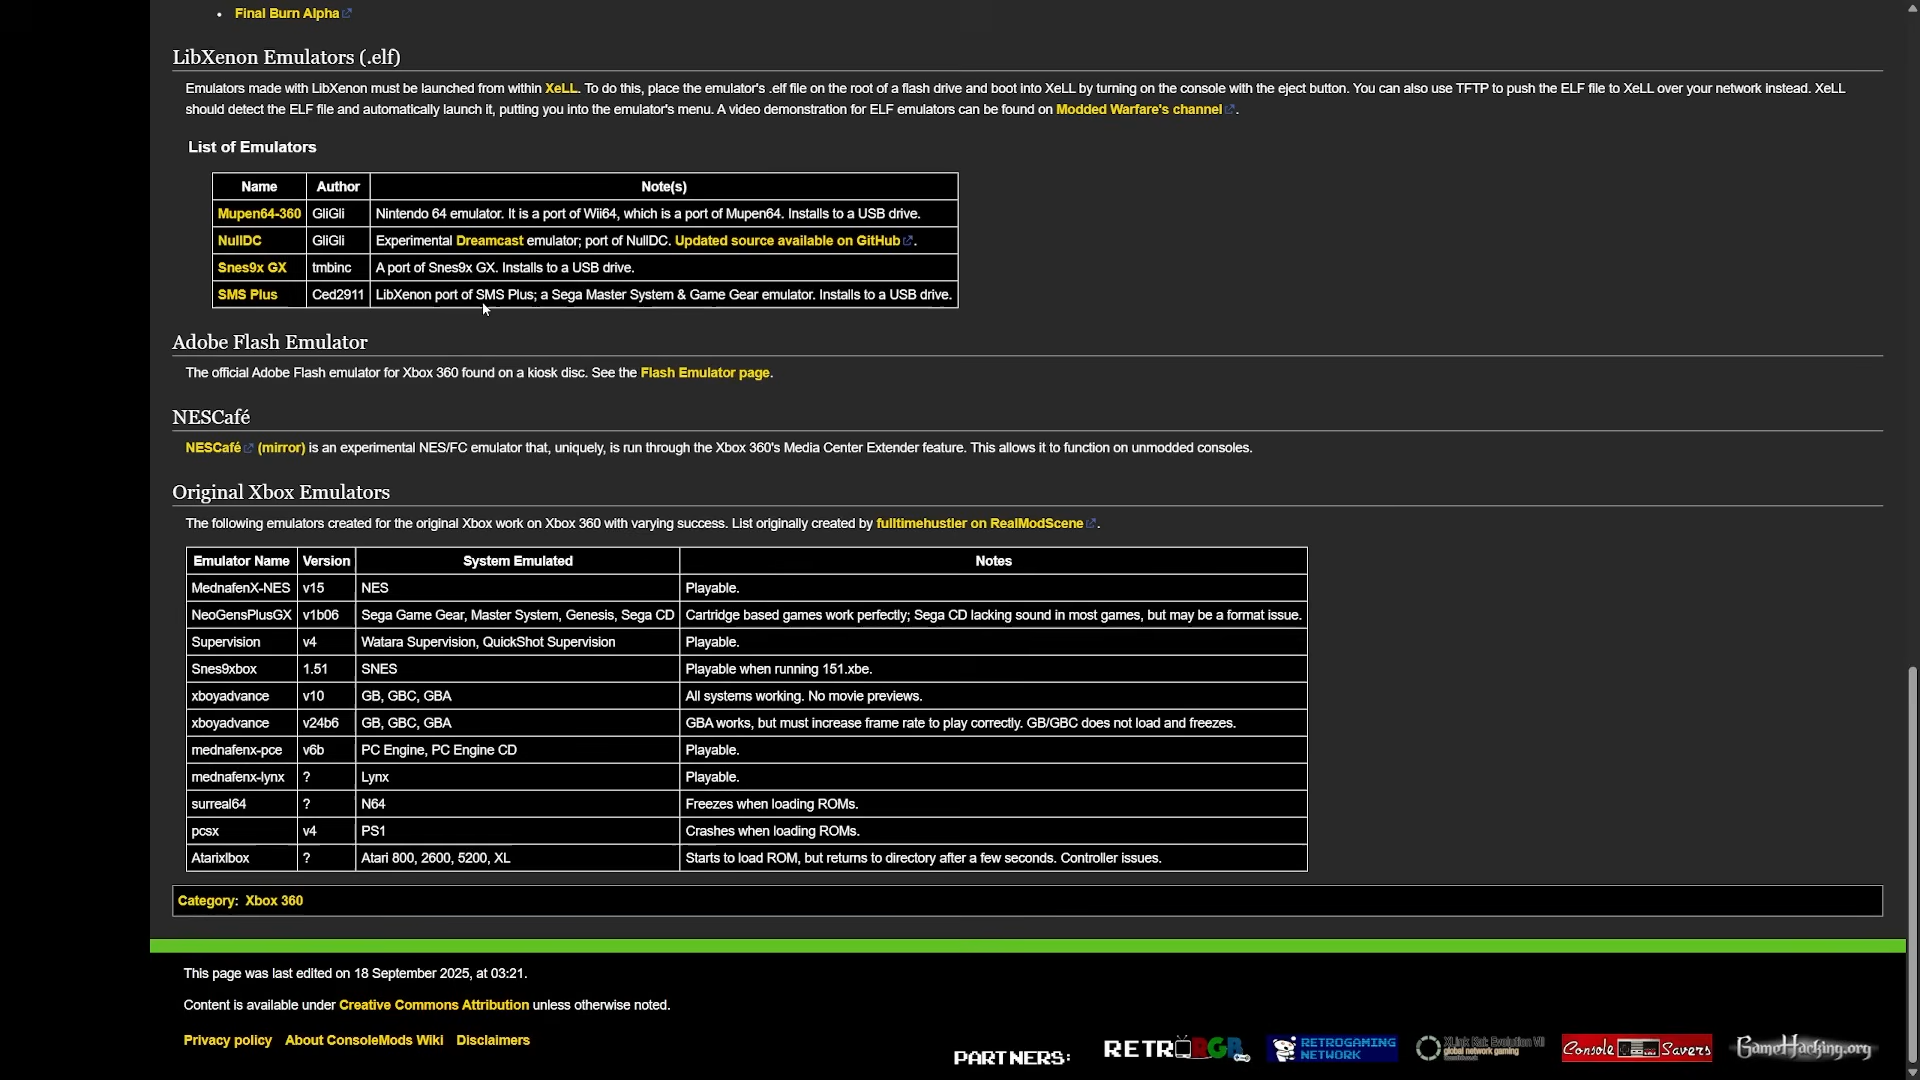 Final Burn Alpha
LibXenon Emulators (.elf)
Emulators made with LibXenon must be launched from within XeLL. To do this, place the emulator's .elf file on the root of a flash drive and boot into XeLL by turning on the console with the eject button. You can also use TFTP to push the ELF file to XeLL over your network instead. XeLL
should detect the ELF file and automatically launch it, putting you into the emulator's menu. A video demonstration for ELF emulators can be found on Modded Warfare's channel.
List of Emulators
Name Author Note(s)
Mupen64-360 GliGli Nintendo 64 emulator. It is a port of Wii64, which is a port of Mupen64. Installs to a USB drive.
NullDC GliGli Experimental Dreamcast emulator; port of NullDC. Updated source available on GitHub.
Snes9x GX tmbinc A port of Snes9x GX. Installs to a USB drive.
SMS Plus Ced2911 LibXenon port of SMS Plus; a Sega Master System & Game Gear emulator. Installs to a USB drive.
Adobe Flash Emulator
The official Adobe Flash emulator for Xbox 360 found on a kiosk disc. See the Flash Emulator page.
NESCafé
NESCafé (mirror) is an experimental NES/FC emulator that, uniquely, is run through the Xbox 360's Media Center Extender feature. This allows it to function on unmodded consoles.
Original Xbox Emulators
The following emulators created for the original Xbox work on Xbox 360 with varying success. List originally created by fulltimehustler on RealModScene.
Emulator Name Version System Emulated Notes
MednafenX-NES v15 NES Playable.
NeoGensPlusGX v1b06 Sega Game Gear, Master System, Genesis, Sega CD Cartridge based games work perfectly; Sega CD lacking sound in most games, but may be a format issue.
Supervision v4 Watara Supervision, QuickShot Supervision Playable.
Snes9xbox 1.51 SNES Playable when running 151.xbe.
xboyadvance v10 GB, GBC, GBA All systems working. No movie previews.
xboyadvance v24b6 GB, GBC, GBA GBA works, but must increase frame rate to play correctly. GB/GBC does not load and freezes.
mednafenx-pce v6b PC Engine, PC Engine CD Playable.
mednafenx-lynx ? Lynx Playable.
surreal64 ? N64 Freezes when loading ROMs.
pcsx v4 PS1 Crashes when loading ROMs.
Atarixlbox ? Atari 800, 2600, 5200, XL Starts to load ROM, but returns to directory after a few seconds. Controller issues.
Category: Xbox 360
This page was last edited on 18 September 2025, at 03:21.
Content is available under Creative Commons Attribution unless otherwise noted.
Privacy policy About ConsoleMods Wiki Disclaimers
PARTNERS: RETRORGB RETROGAMING NETWORK XLink Kai: Evolution VII global network gaming Console Savers GameHacking.org